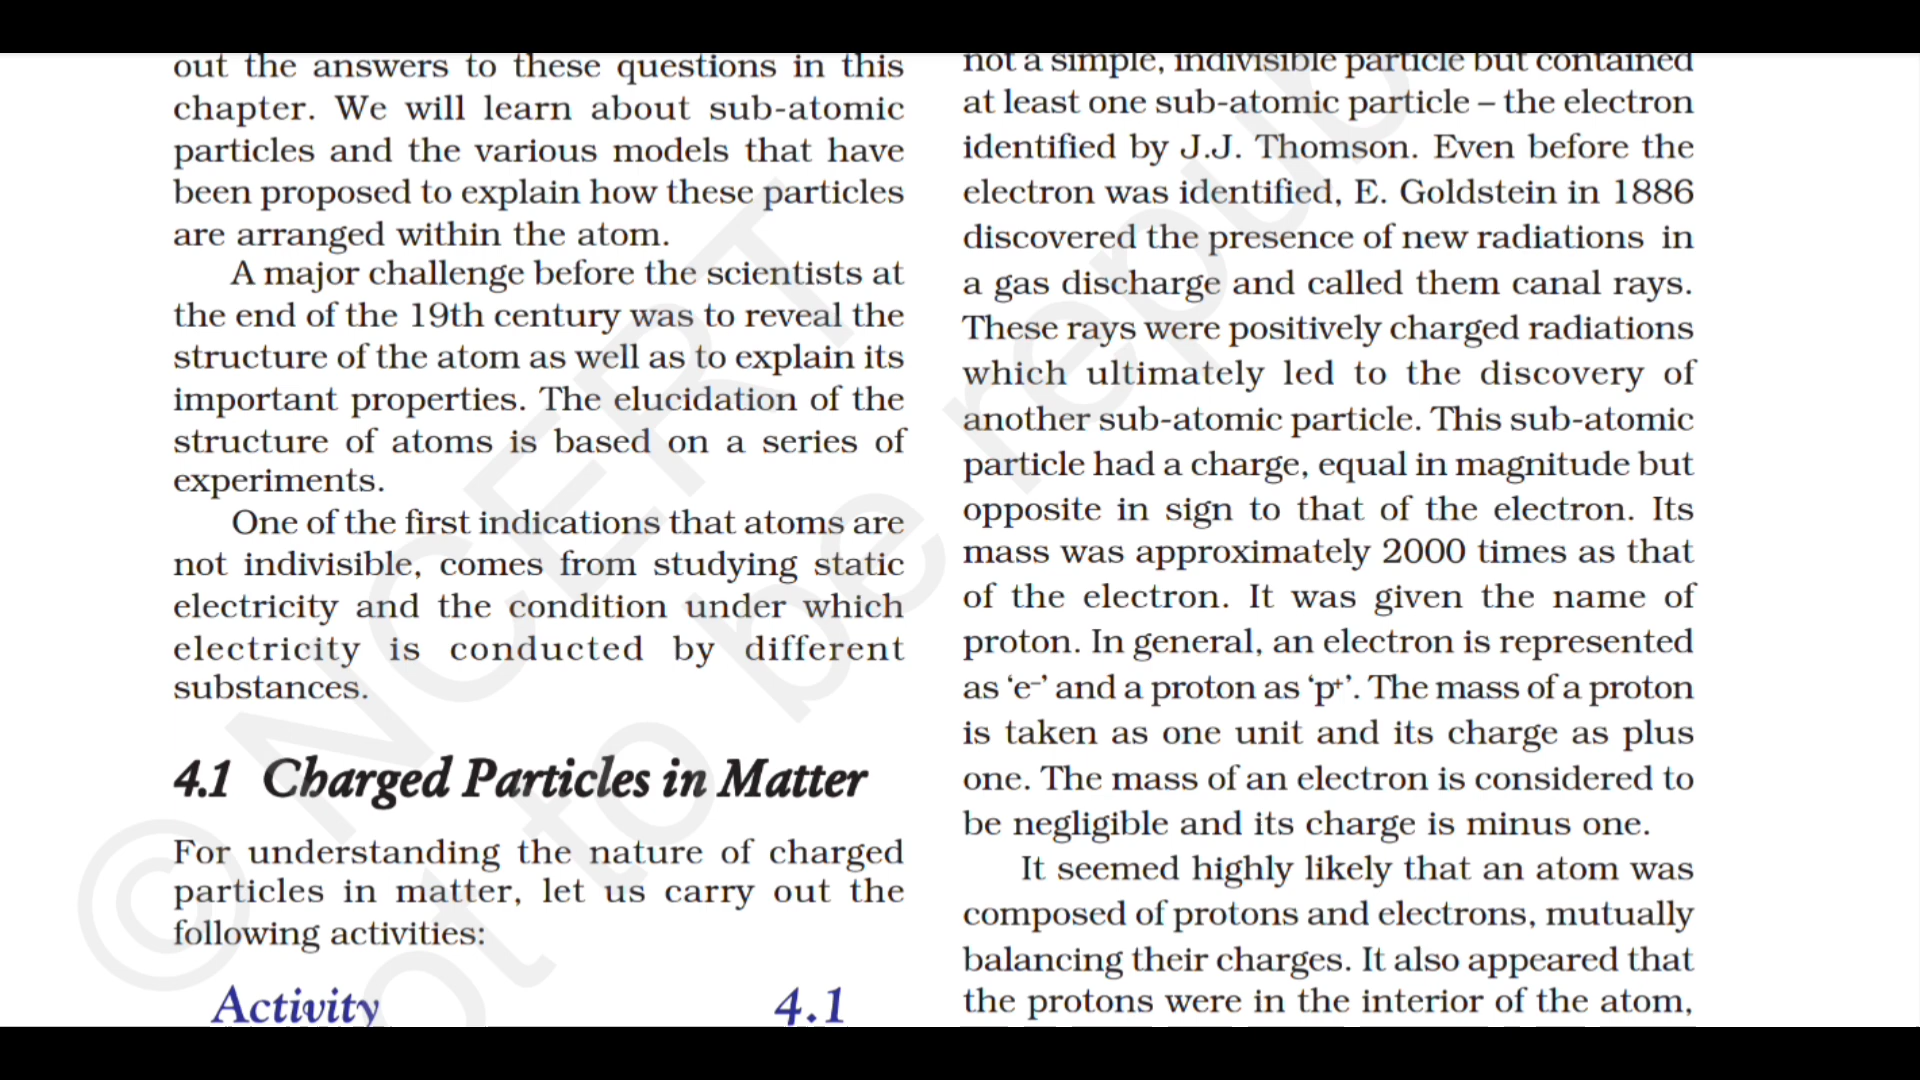 out the answers to these questions in this
chapter. We will learn about sub-atomic
particles and the various models that have
been proposed to explain how these particles
are arranged within the atom.
A major challenge before the scientists at
the end of the 19th century was to reveal the
structure of the atom as well as to explain its
important properties. The elucidation of the
structure of atoms is based on a series of
experiments.
One of the first indications that atoms are
not indivisible, comes from studying static
electricity and the condition under which
electricity is conducted by different
substances.
4.1 Charged Particles in Matter
For understanding the nature of charged
particles in matter, let us carry out the
following activities:
Activity 4.1
not a simple, indivisible particle but contained
at least one sub-atomic particle – the electron
identified by J.J. Thomson. Even before the
electron was identified, E. Goldstein in 1886
discovered the presence of new radiations in
a gas discharge and called them canal rays.
These rays were positively charged radiations
which ultimately led to the discovery of
another sub-atomic particle. This sub-atomic
particle had a charge, equal in magnitude but
opposite in sign to that of the electron. Its
mass was approximately 2000 times as that
of the electron. It was given the name of
proton. In general, an electron is represented
as ‘e⁻’ and a proton as ‘p⁺’. The mass of a proton
is taken as one unit and its charge as plus
one. The mass of an electron is considered to
be negligible and its charge is minus one.
It seemed highly likely that an atom was
composed of protons and electrons, mutually
balancing their charges. It also appeared that
the protons were in the interior of the atom,
© NCERT
to be